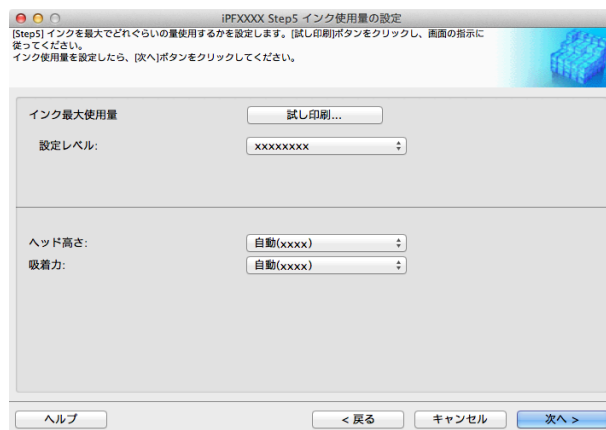 iPFXXXX Step5 インク使用量の設定
[Step5] インクを最大でどれぐらいの量使用するかを設定します。[試し印刷]ボタンをクリックし、画面の指示に
従ってください。
インク使用量を設定したら、[次へ]ボタンをクリックしてください。
インク最大使用量 試し印刷...
設定レベル: xxxxxxxx
ヘッド高さ: 自動(xxxx)
吸着力: 自動(xxxx)
ヘルプ < 戻る キャンセル 次へ >